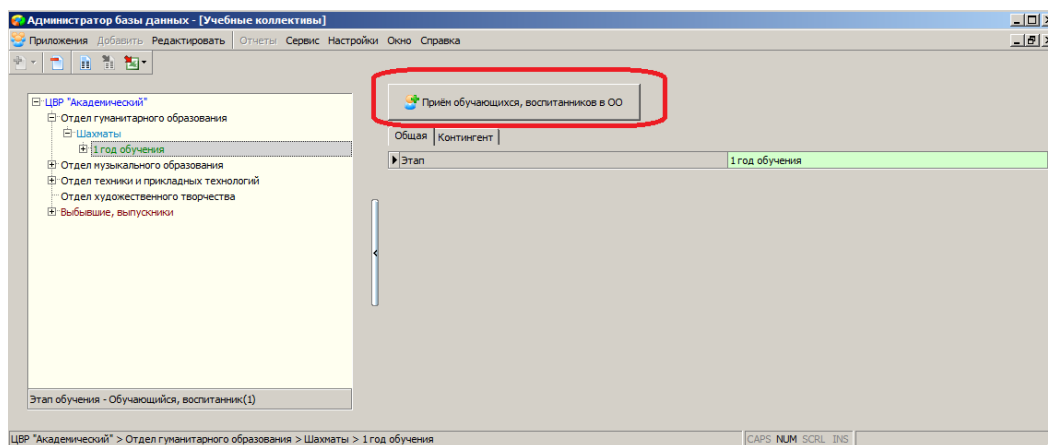 Администратор базы данных - [Учебные коллективы]
Приложения Добавить Редактировать Отчеты Сервис Настройки Окно Справка
ЦВР "Академический"
Отдел гуманитарного образования
Шахматы
1 год обучения
Отдел музыкального образования
Отдел техники и прикладных технологий
Отдел художественного творчества
Выбывшие, выпускники
Этап обучения - Обучающийся, воспитанник(1)
Приём обучающихся, воспитанников в ОО
Общая Контингент
Этап 1 год обучения
ЦВР "Академический" > Отдел гуманитарного образования > Шахматы > 1 год обучения CAPS NUM SCRL INS